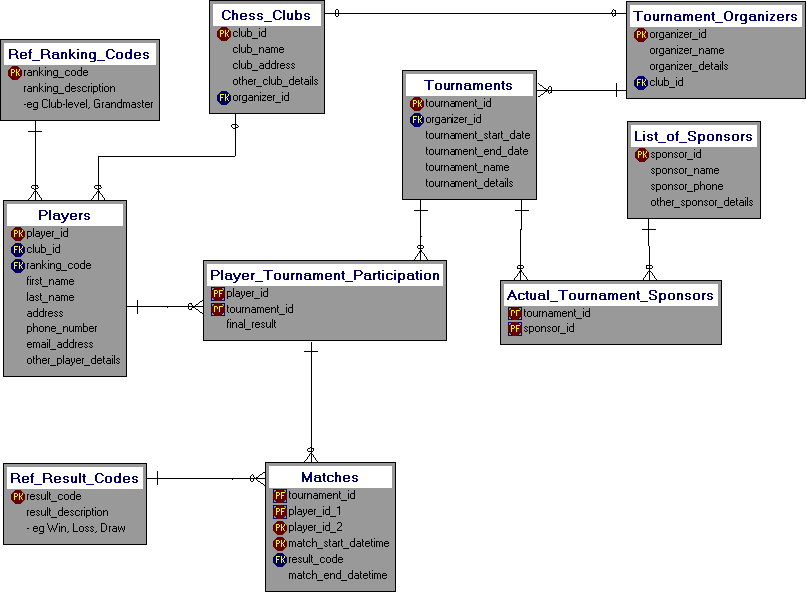 Chess_Clubs
PK club_id
club_name
club_address
other_club_details
FK organizer_id
Tournament_Organizers
PK organizer_id
organizer_name
organizer_details
FK club_id
Ref_Ranking_Codes
PK ranking_code
ranking_description
-eg Club-level, Grandmaster
Tournaments
PK tournament_id
FK organizer_id
tournament_start_date
tournament_end_date
tournament_name
tournament_details
List_of_Sponsors
PK sponsor_id
sponsor_name
sponsor_phone
other_sponsor_details
Players
PK player_id
FK club_id
FK ranking_code
first_name
last_name
address
phone_number
email_address
other_player_details
Player_Tournament_Participation
PF player_id
PF tournament_id
final_result
Actual_Tournament_Sponsors
PF tournament_id
PF sponsor_id
Ref_Result_Codes
PK result_code
result_description
- eg Win, Loss, Draw
Matches
PF tournament_id
PF player_id_1
PK player_id_2
PK match_start_datetime
FK result_code
match_end_datetime